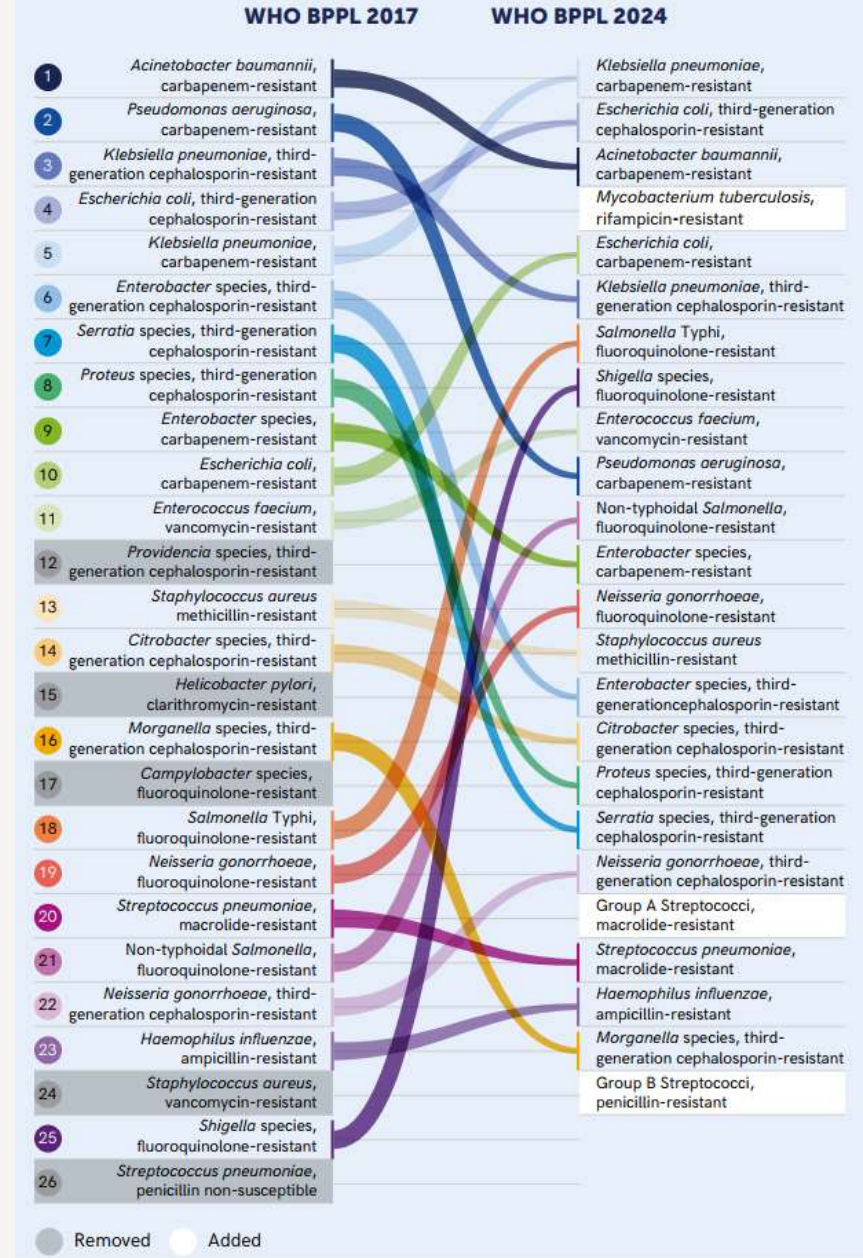 WHO BPPL 2017
WHO BPPL 2024
1
Acinetobacter baumannii,
carbapenem-resistant
2
Pseudomonas aeruginosa,
carbapenem-resistant
3
Klebsiella pneumoniae, third-
generation cephalosporin-resistant
4
Escherichia coli, third-generation
cephalosporin-resistant
5
Klebsiella pneumoniae,
carbapenem-resistant
6
Enterobacter species, third-
generation cephalosporin-resistant
7
Serratia species, third-generation
cephalosporin-resistant
8
Proteus species, third-generation
cephalosporin-resistant
9
Enterobacter species,
carbapenem-resistant
10
Escherichia coli,
carbapenem-resistant
11
Enterococcus faecium,
vancomycin-resistant
12
Providencia species, third-
generation cephalosporin-resistant
13
Staphylococcus aureus
methicillin-resistant
14
Citrobacter species, third-
generation cephalosporin-resistant
15
Helicobacter pylori,
clarithromycin-resistant
16
Morganella species, third-
generation cephalosporin-resistant
17
Campylobacter species,
fluoroquinolone-resistant
18
Salmonella Typhi,
fluoroquinolone-resistant
19
Neisseria gonorrhoeae,
fluoroquinolone-resistant
20
Streptococcus pneumoniae,
macrolide-resistant
21
Non-typhoidal Salmonella,
fluoroquinolone-resistant
22
Neisseria gonorrhoeae, third-
generation cephalosporin-resistant
23
Haemophilus influenzae,
ampicillin-resistant
24
Staphylococcus aureus,
vancomycin-resistant
25
Shigella species,
fluoroquinolone-resistant
26
Streptococcus pneumoniae,
penicillin non-susceptible
Klebsiella pneumoniae,
carbapenem-resistant
Escherichia coli, third-generation
cephalosporin-resistant
Acinetobacter baumannii,
carbapenem-resistant
Mycobacterium tuberculosis,
rifampicin-resistant
Escherichia coli,
carbapenem-resistant
Klebsiella pneumoniae, third-
generation cephalosporin-resistant
Salmonella Typhi,
fluoroquinolone-resistant
Shigella species,
fluoroquinolone-resistant
Enterococcus faecium,
vancomycin-resistant
Pseudomonas aeruginosa,
carbapenem-resistant
Non-typhoidal Salmonella,
fluoroquinolone-resistant
Enterobacter species,
carbapenem-resistant
Neisseria gonorrhoeae,
fluoroquinolone-resistant
Staphylococcus aureus
methicillin-resistant
Enterobacter species, third-
generationcephalosporin-resistant
Citrobacter species, third-
generation cephalosporin-resistant
Proteus species, third-generation
cephalosporin-resistant
Serratia species, third-generation
cephalosporin-resistant
Neisseria gonorrhoeae, third-
generation cephalosporin-resistant
Group A Streptococci,
macrolide-resistant
Streptococcus pneumoniae,
macrolide-resistant
Haemophilus influenzae,
ampicillin-resistant
Morganella species, third-
generation cephalosporin-resistant
Group B Streptococci,
penicillin-resistant
Removed
Added